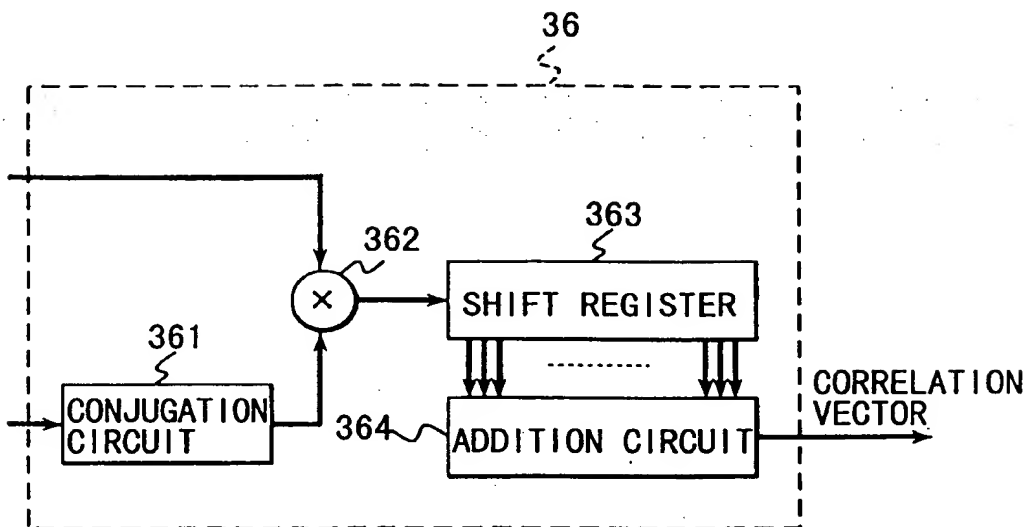 36
362
363
SHIFT REGISTER
361
CONJUGATION
CIRCUIT
364
ADDITION CIRCUIT
CORRELATION
VECTOR